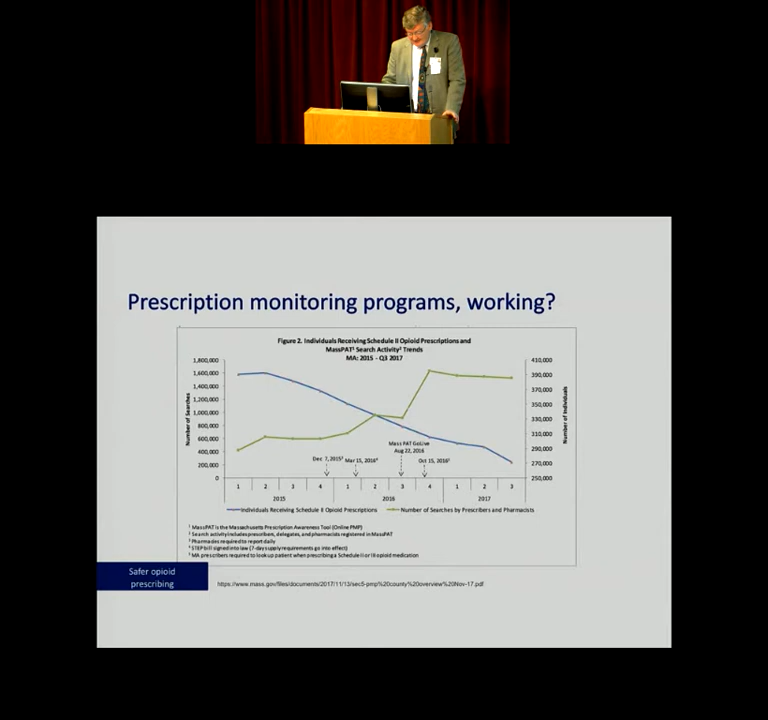 Prescription monitoring programs, working?
Figure 2. Individuals Receiving Schedule II Opioid Prescriptions and
MassPAT¹ Search Activity² Trends
MA: 2015 - Q3 2017
1,800,000
1,600,000
1,400,000
1,200,000
1,000,000
800,000
600,000
400,000
200,000
0
Number of Searches
410,000
390,000
370,000
350,000
330,000
310,000
290,000
270,000
250,000
Number of Individuals
Mass PAT GoLive
Aug 22, 2016
Dec 7, 2015³ Mar 15, 2016⁴ Oct 15, 2016⁵
1 2 3 4 1 2 3 4 1 2 3
2015 2016 2017
Individuals Receiving Schedule II Opioid Prescriptions Number of Searches by Prescribers and Pharmacists
¹ MassPAT is the Massachusetts Prescription Awareness Tool (Online PMP)
² Search activity includes prescribers, delegates, and pharmacists registered in MassPAT
³ Pharmacies required to report daily
⁴ STEP bill signed into law (7-day supply requirements go into effect)
⁵ MA prescribers required to look up patient when prescribing a Schedule II or III opioid medication
Safer opioid
prescribing
https://www.mass.gov/files/documents/2017/11/13/sec5-pmp%20county%20overview%20Nov-17.pdf